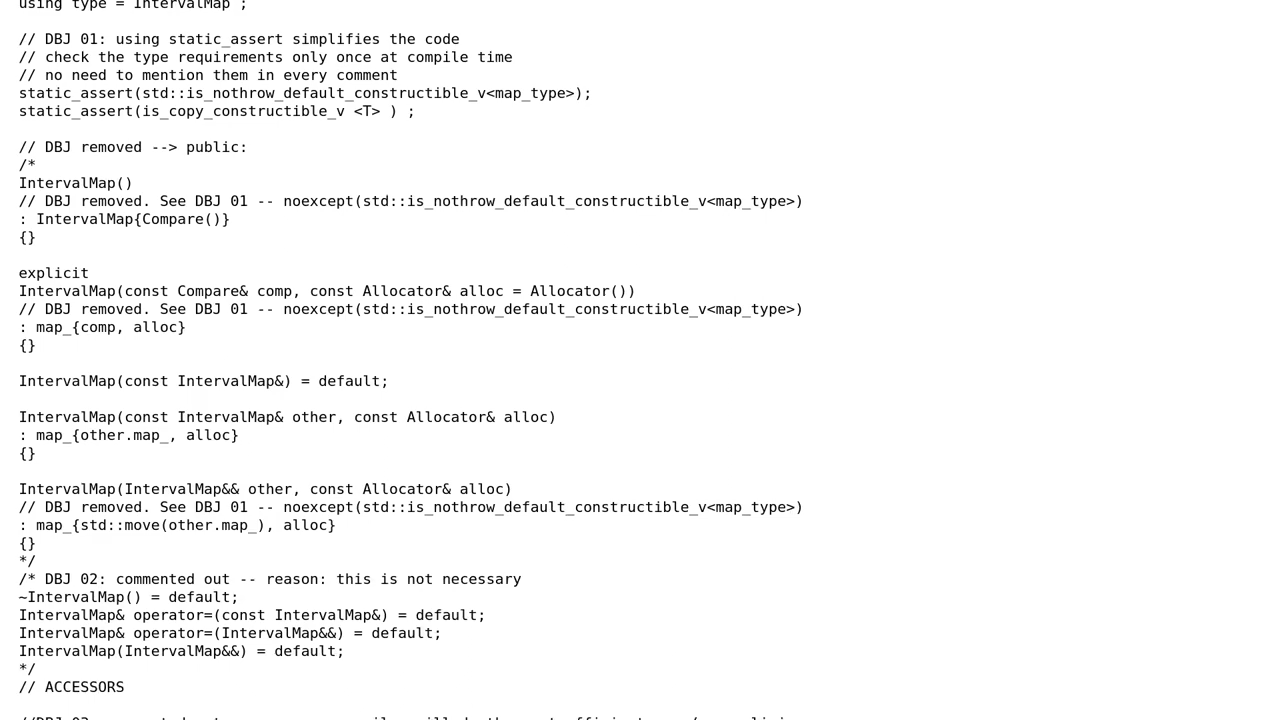 using type = IntervalMap ;
// DBJ 01: using static_assert simplifies the code
// check the type requirements only once at compile time
// no need to mention them in every comment
static_assert(std::is_nothrow_default_constructible_v<map_type>);
static_assert(is_copy_constructible_v <T> ) ;
// DBJ removed --> public:
/*
IntervalMap()
// DBJ removed. See DBJ 01 -- noexcept(std::is_nothrow_default_constructible_v<map_type>)
: IntervalMap{Compare()}
{}
explicit
IntervalMap(const Compare& comp, const Allocator& alloc = Allocator())
// DBJ removed. See DBJ 01 -- noexcept(std::is_nothrow_default_constructible_v<map_type>)
: map_{comp, alloc}
{}
IntervalMap(const IntervalMap&) = default;
IntervalMap(const IntervalMap& other, const Allocator& alloc)
: map_{other.map_, alloc}
{}
IntervalMap(IntervalMap&& other, const Allocator& alloc)
// DBJ removed. See DBJ 01 -- noexcept(std::is_nothrow_default_constructible_v<map_type>)
: map_{std::move(other.map_), alloc}
{}
*/
/* DBJ 02: commented out -- reason: this is not necessary
~IntervalMap() = default;
IntervalMap& operator=(const IntervalMap&) = default;
IntervalMap& operator=(IntervalMap&&) = default;
IntervalMap(IntervalMap&&) = default;
*/
// ACCESSORS